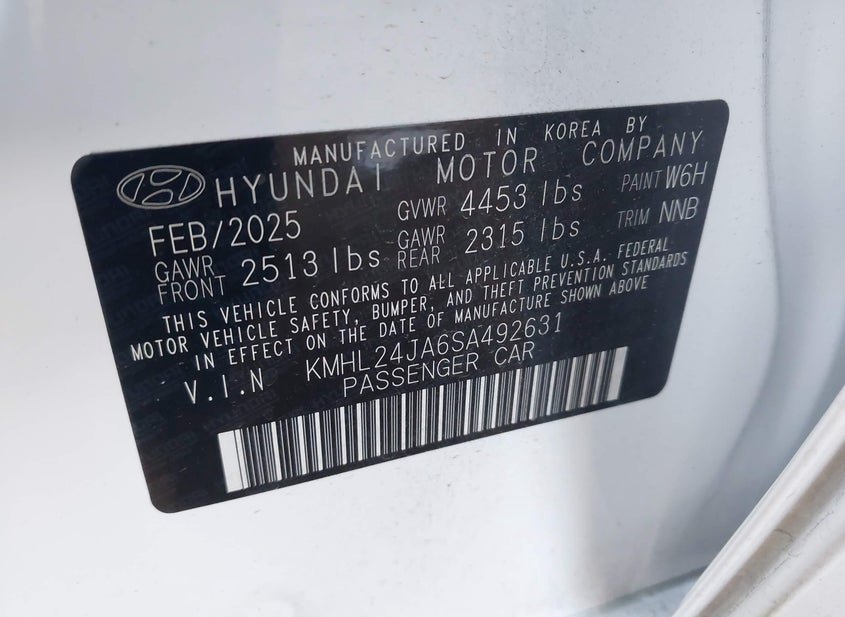 MANUFACTURED IN KOREA BY
HYUNDAI MOTOR COMPANY
FEB/2025 GVWR 4453 lbs PAINT W6H
GAWR FRONT 2513 lbs GAWR REAR 2315 lbs TRIM NNB
THIS VEHICLE CONFORMS TO ALL APPLICABLE U.S.A. FEDERAL
MOTOR VEHICLE SAFETY, BUMPER, AND THEFT PREVENTION STANDARDS
IN EFFECT ON THE DATE OF MANUFACTURE SHOWN ABOVE
V.I.N KMHL24JA6SA492631
PASSENGER CAR